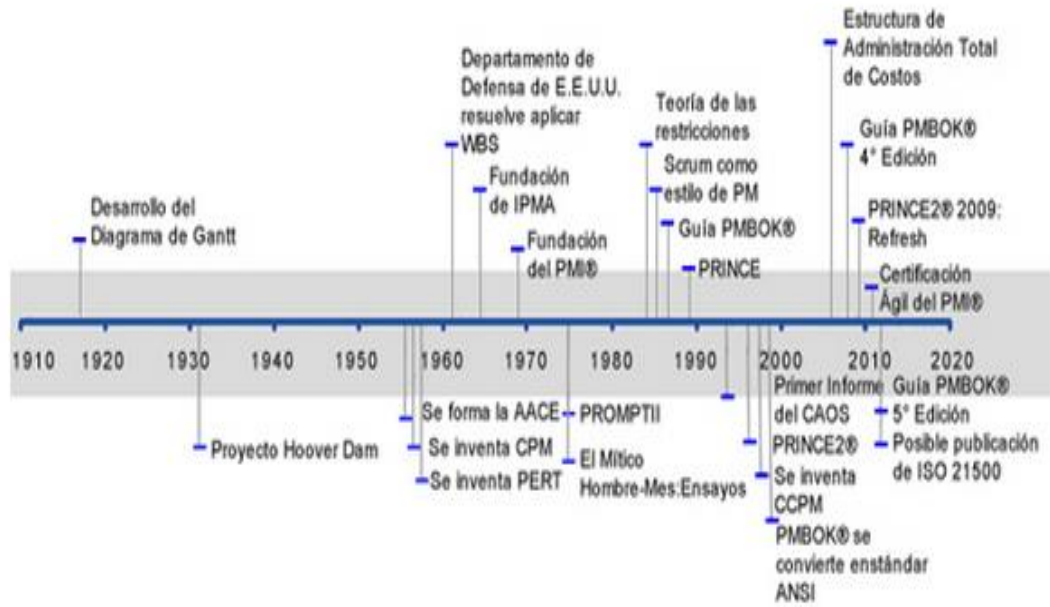 Desarrollo del
Diagrama de Gantt
Departamento de
Defensa de E.E.U.U.
resuelve aplicar
WBS
Fundación
de IPMA
Fundación
del PMI®
Teoría de las
restricciones
Scrum como
estilo de PM
Guía PMBOK®
PRINCE
Estructura de
Administración Total
de Costos
Guía PMBOK®
4° Edición
PRINCE2® 2009:
Refresh
Certificación
Ágil del PMI®
1910 1920 1930 1940 1950 1960 1970 1980 1990 2000 2010 2020
Proyecto Hoover Dam
Se forma la AACE
Se inventa CPM
Se inventa PERT
PROMPTII
El Mítico
Hombre-Mes:Ensayos
Primer Informe
del CAOS
PRINCE2®
Se inventa
CCPM
PMBOK® se
convierte enstándar
ANSI
Guía PMBOK®
5° Edición
Posible publicación
de ISO 21500